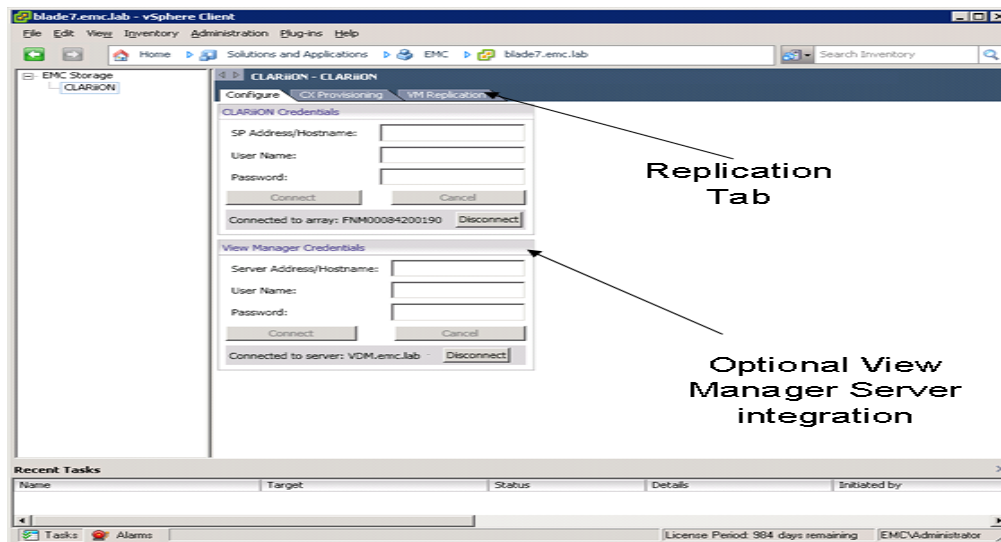 blade7.emc.lab - vSphere Client
File Edit View Inventory Administration Plug-ins Help
Home Solutions and Applications EMC blade7.emc.lab Search Inventory
EMC Storage
CLARiiON
CLARiiON - CLARiiON
Configure CX Provisioning VM Replication
CLARiiON Credentials
SP Address/Hostname:
User Name:
Password:
Connect Cancel
Connected to array: FNM00084200190 Disconnect
Replication
Tab
View Manager Credentials
Server Address/Hostname:
User Name:
Password:
Connect Cancel
Connected to server: VDM.emc.lab Disconnect
Optional View
Manager Server
integration
Recent Tasks
Name Target Status Details Initiated by
Tasks Alarms License Period: 984 days remaining EMC\Administrator